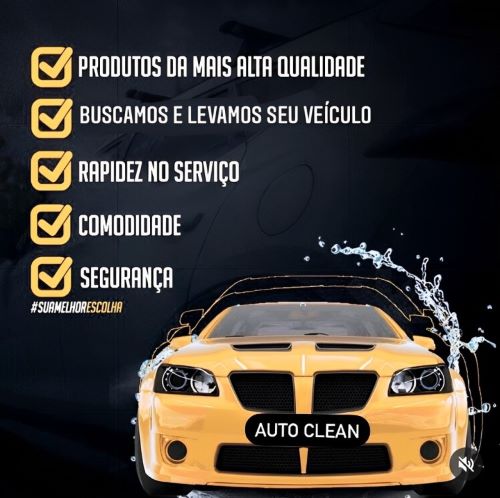 PRODUTOS DA MAIS ALTA QUALIDADE
BUSCAMOS E LEVAMOS SEU VEÍCULO
RAPIDEZ NO SERVIÇO
COMODIDADE
SEGURANÇA
#SUAMELHORESCOLHA
AUTO CLEAN